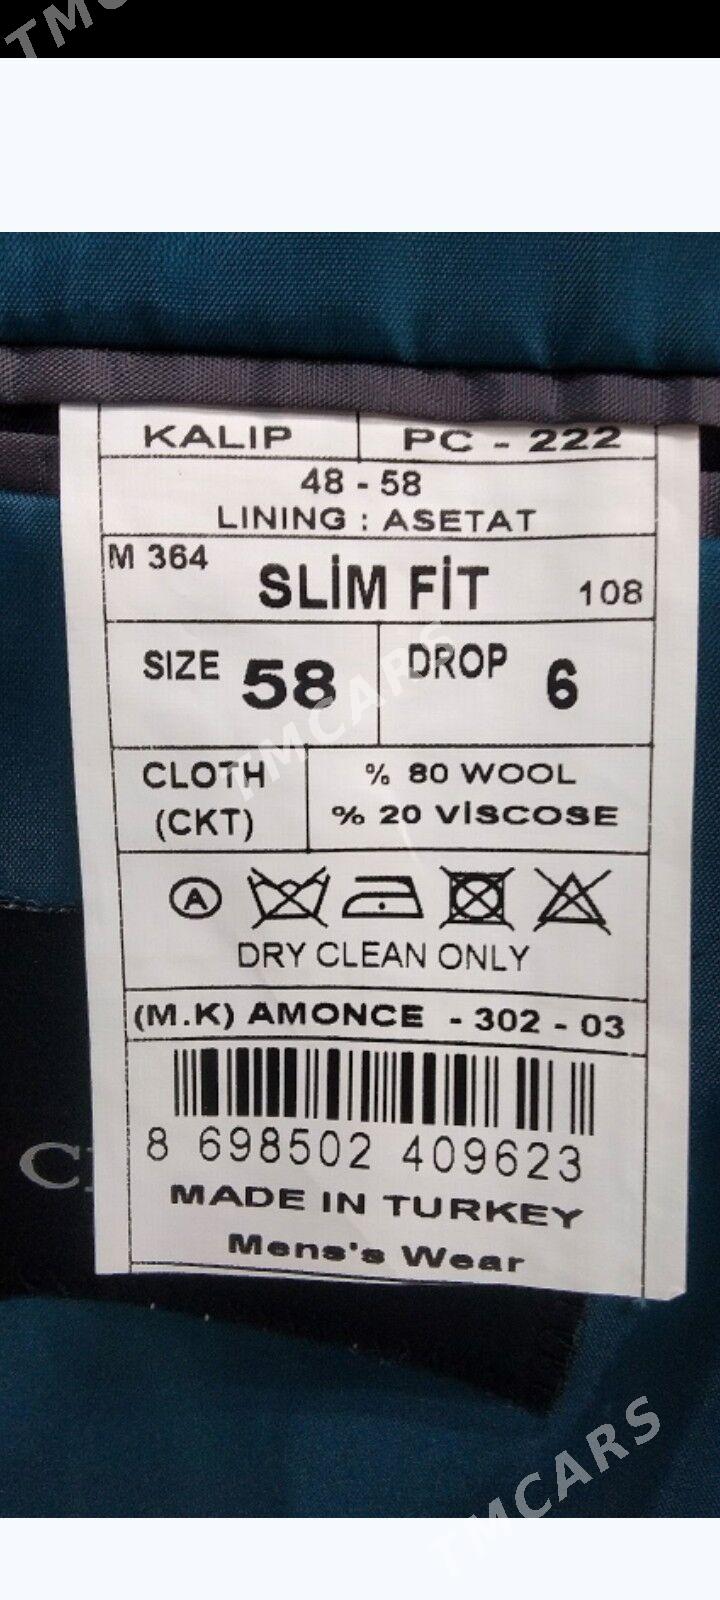 TMCARS
KALIP PC - 222
48 - 58
LINING : ASETAT
M 364 SLİM FİT 108
SIZE 58 DROP 6
CLOTH (CKT)
% 80 WOOL
% 20 VİSCOSE
A
DRY CLEAN ONLY
(M.K) AMONCE - 302 - 03
8 698502 409623
MADE IN TURKEY
Mens's Wear
TMCARS
TMCARS